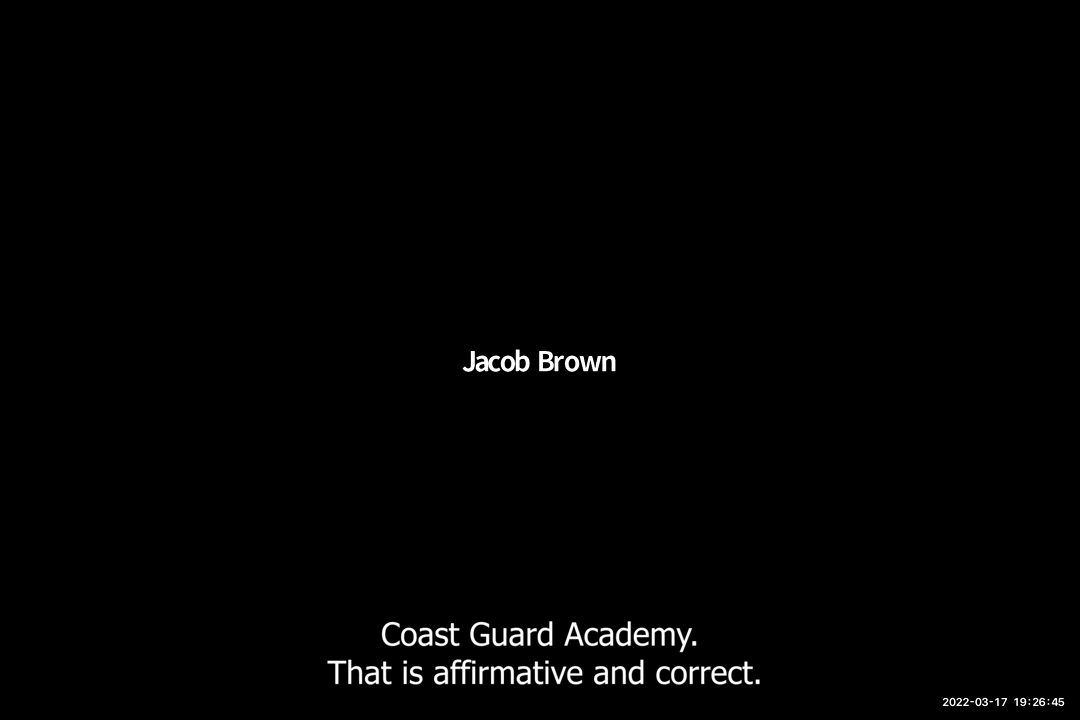 Jacob Brown
Coast Guard Academy.
That is affirmative and correct.
2022-03-17 19:26:45